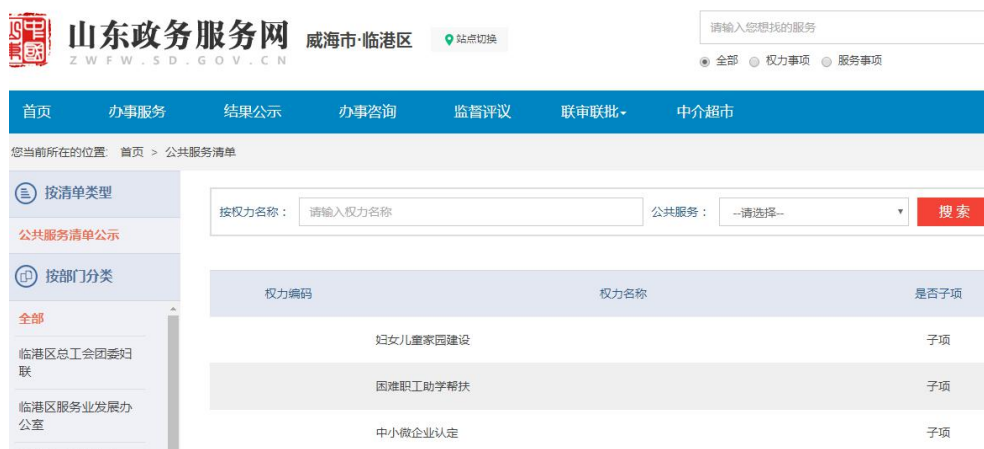 山东政务服务网 威海市·临港区 站点切换
ZWFW.SD.GOV.CN
请输入您想找的服务
全部 权力事项 服务事项
首页 办事服务 结果公示 办事咨询 监督评议 联审联批 中介超市
您当前所在的位置: 首页 > 公共服务清单
按清单类型
公共服务清单公示
按部门分类
全部
临港区总工会团委妇
联
临港区服务业发展办
公室
按权力名称： 请输入权力名称 公共服务： --请选择-- 搜索
权力编码 权力名称 是否子项
妇女儿童家园建设 子项
困难职工助学帮扶 子项
中小微企业认定 子项